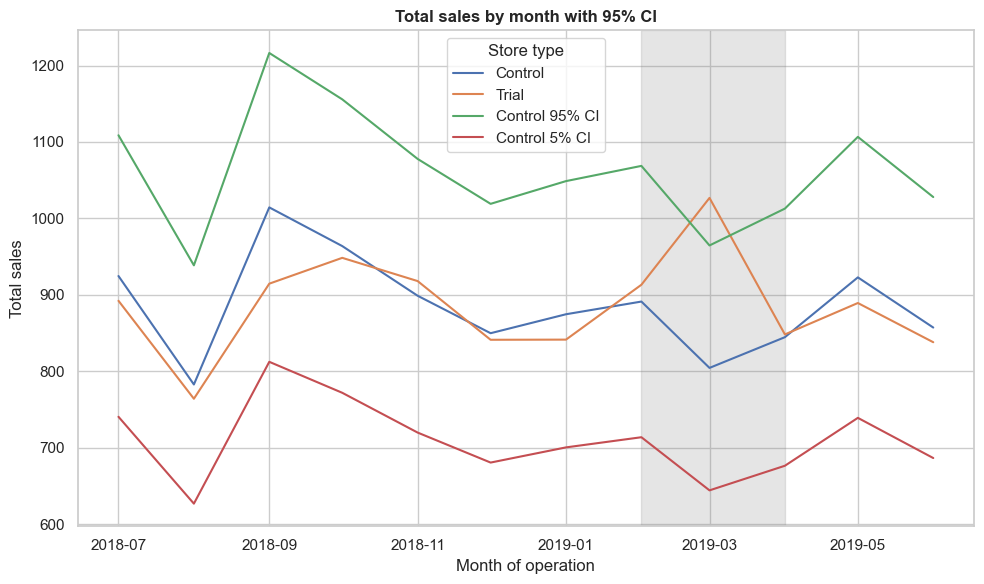 Total sales by month with 95% CI
Store type
Control
Trial
Control 95% CI
Control 5% CI
Total sales
1200
1100
1000
900
800
700
600
2018-07 2018-09 2018-11 2019-01 2019-03 2019-05
Month of operation